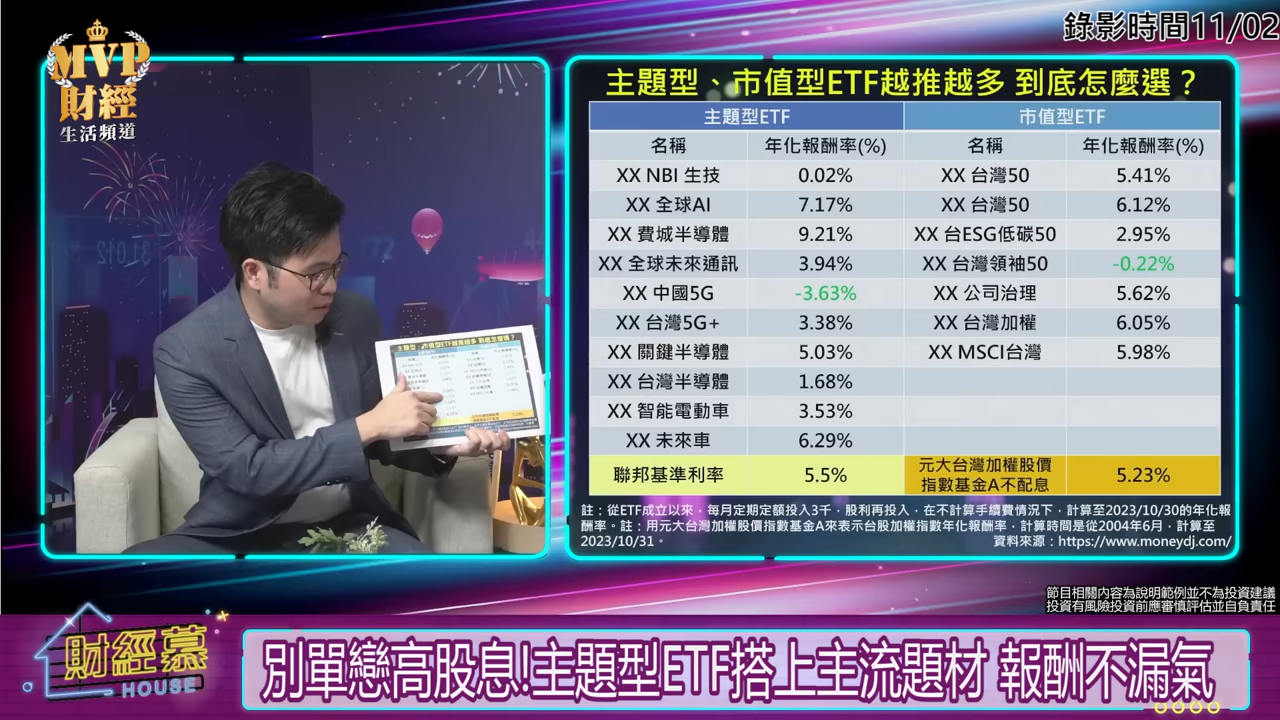 錄影時間11/02
MVP
財經
生活頻道
主題型、市值型ETF越推越多 到底怎麼選？
主題型ETF 市值型ETF
名稱 年化報酬率(%) 名稱 年化報酬率(%)
XX NBI 生技 0.02% XX 台灣50 5.41%
XX 全球AI 7.17% XX 台灣50 6.12%
XX 費城半導體 9.21% XX 台ESG低碳50 2.95%
XX 全球未來通訊 3.94% XX 台灣領袖50 -0.22%
XX 中國5G -3.63% XX 公司治理 5.62%
XX 台灣5G+ 3.38% XX 台灣加權 6.05%
XX 關鍵半導體 5.03% XX MSCI台灣 5.98%
XX 台灣半導體 1.68%
XX 智能電動車 3.53%
XX 未來車 6.29%
聯邦基準利率 5.5% 元大台灣加權股價
指數基金A不配息 5.23%
註：從ETF成立以來，每月定期定額投入3千，股利再投入，在不計算手續費情況下，計算至2023/10/30的年化報
酬率。註：用元大台灣加權股價指數基金A來表示台股加權指數年化報酬率，計算時間是從2004年6月，計算至
2023/10/31。 資料來源：https://www.moneydj.com/
主題型、市值型ETF越推越多 到底怎麼選？
節目相關內容為說明範例並不為投資建議
投資有風險投資前應審慎評估並自負責任
財經慕
HOUSE
別單戀高股息!主題型ETF搭上主流題材 報酬不漏氣